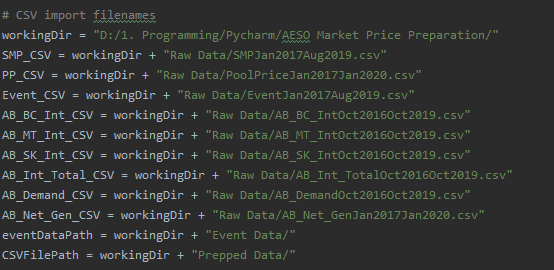 # CSV import filenames
workingDir = "D:/1. Programming/Pycharm/AESO Market Price Preparation/"
SMP_CSV = workingDir + "Raw Data/SMPJan2017Aug2019.csv"
PP_CSV = workingDir + "Raw Data/PoolPriceJan2017Jan2020.csv"
Event_CSV = workingDir + "Raw Data/EventJan2017Aug2019.csv"
AB_BC_Int_CSV = workingDir + "Raw Data/AB_BC_IntOct2016Oct2019.csv"
AB_MT_Int_CSV = workingDir + "Raw Data/AB_MT_IntOct2016Oct2019.csv"
AB_SK_Int_CSV = workingDir + "Raw Data/AB_SK_IntOct2016Oct2019.csv"
AB_Int_Total_CSV = workingDir + "Raw Data/AB_Int_TotalOct2016Oct2019.csv"
AB_Demand_CSV = workingDir + "Raw Data/AB_DemandOct2016Oct2019.csv"
AB_Net_Gen_CSV = workingDir + "Raw Data/AB_Net_GenJan2017Jan2020.csv"
eventDataPath = workingDir + "Event Data/"
CSVFilePath = workingDir + "Prepped Data/"